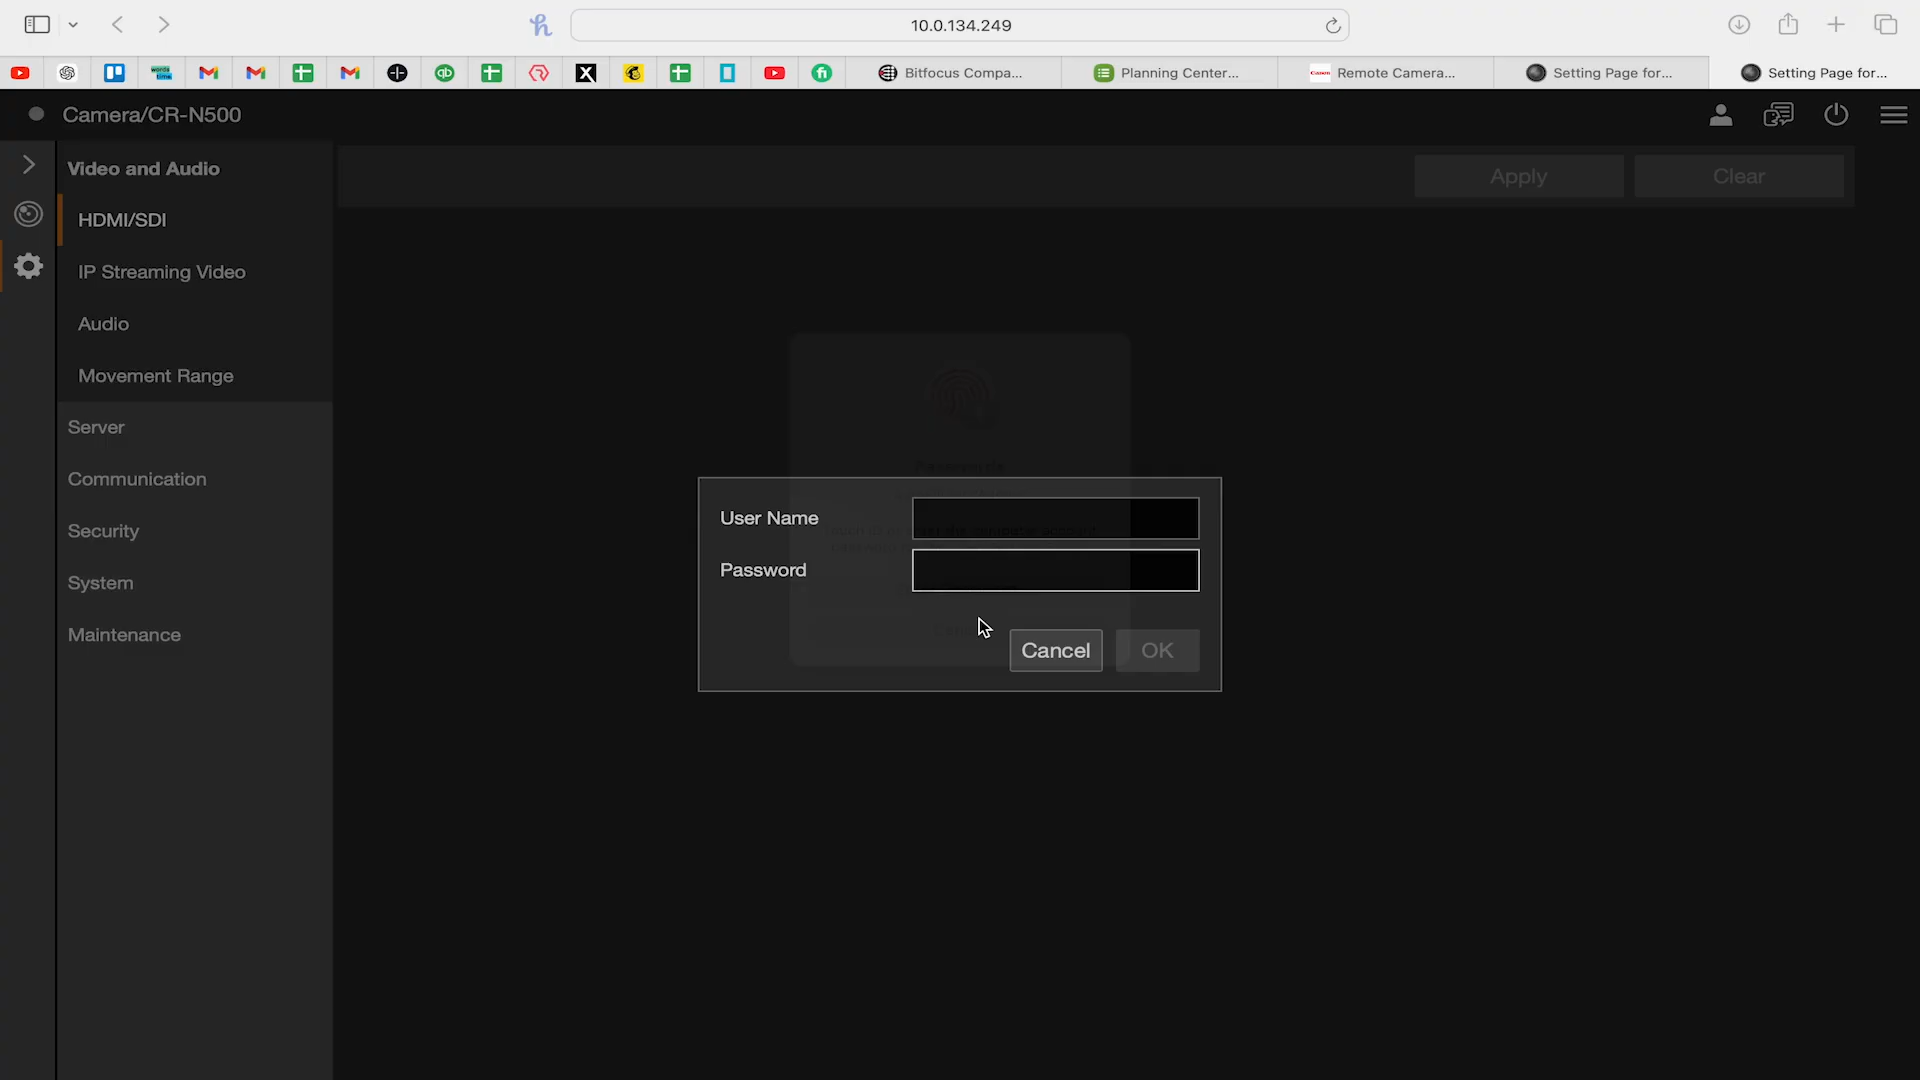 10.0.134.249
Bitfocus Compa...
Planning Center...
Canon
Remote Camera...
Setting Page for...
Setting Page for...
Camera/CR-N500
Video and Audio
Apply
Clear
HDMI/SDI
IP Streaming Video
Audio
Movement Range
Server
Communication
Security
System
Maintenance
User Name
Password
Cancel
OK